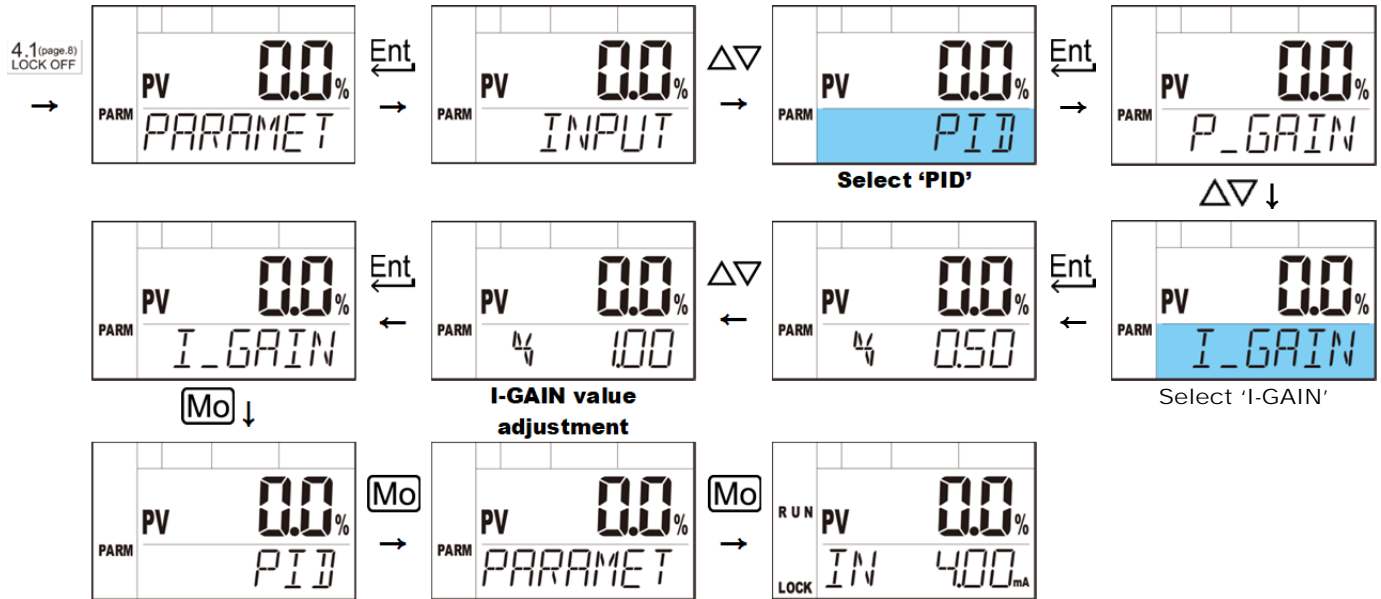 4.1(page.8)
LOCK OFF
→
PARM PV 0.0%
PARAMET
Ent
→
PARM PV 0.0%
INPUT
△▽
→
PARM PV 0.0%
PID
Select ‘PID’
Ent
→
PARM PV 0.0%
P_GAIN
△▽ ↓
PARM PV 0.0%
I_GAIN
Ent
←
PARM PV 0.0%
1.00
I-GAIN value
adjustment
△▽
←
PARM PV 0.0%
0.50
Ent
←
PARM PV 0.0%
I_GAIN
Select ‘I-GAIN’
Mo ↓
PARM PV 0.0%
PID
Mo
→
PARM PV 0.0%
PARAMET
Mo
→
RUN PV 0.0%
LOCK IN 4.00mA